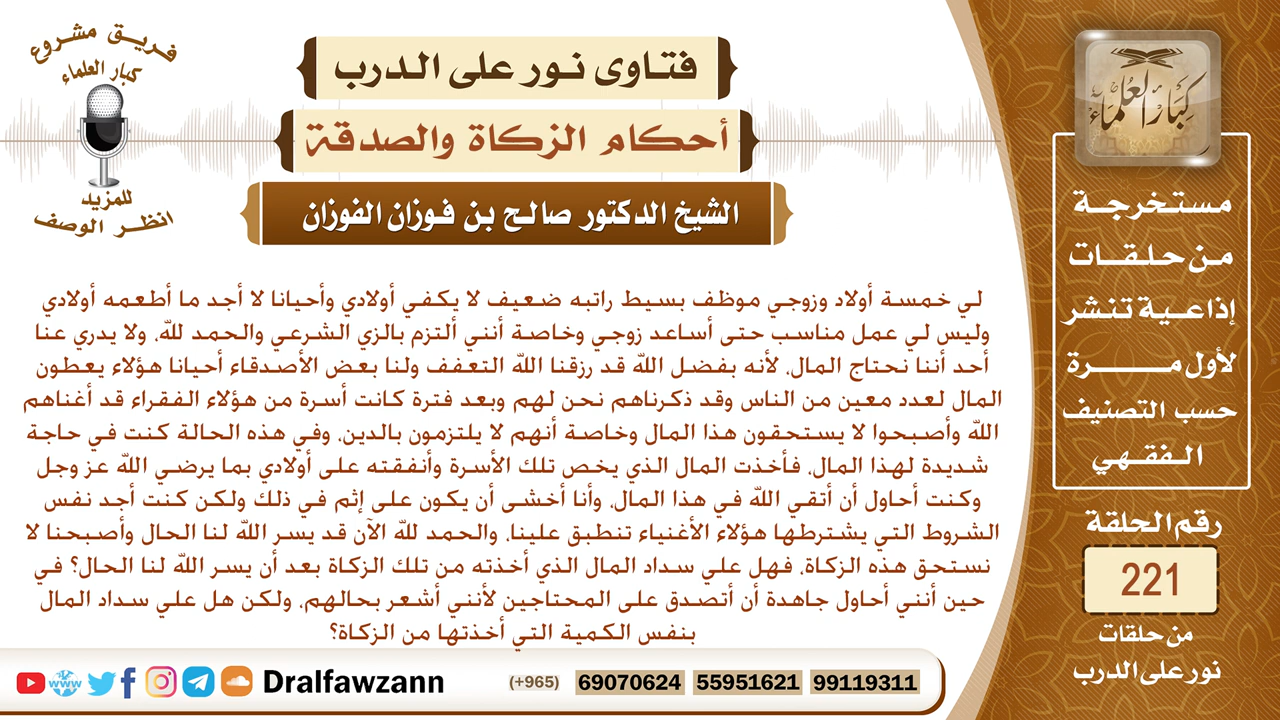 فريق مشروع
كبار العلماء
للمزيد
انظر الوصف
فتاوى نور على الدرب
أحكام الزكاة والصدقة
الشيخ الدكتور صالح بن فوزان الفوزان
لي خمسة أولاد وزوجي موظف بسيط راتبه ضعيف لا يكفي أولادي وأحيانا لا أجد ما أطعمه أولادي
وليس لي عمل مناسب حتى أساعد زوجي وخاصة أنني ألتزم بالزي الشرعي والحمد لله، ولا يدري عنا
أحد أننا نحتاج المال، لأنه بفضل الله قد رزقنا الله التعفف ولنا بعض الأصدقاء أحيانا هؤلاء يعطون
المال لعدد معين من الناس وقد ذكرناهم نحن لهم وبعد فترة كانت أسرة من هؤلاء الفقراء قد أغناهم
الله وأصبحوا لا يستحقون هذا المال وخاصة أنهم لا يلتزمون بالدين، وفي هذه الحالة كنت في حاجة
شديدة لهذا المال، فأخذت المال الذي يخص تلك الأسرة وأنفقته على أولادي بما يرضي الله عز وجل
وكنت أحاول أن أتقي الله في هذا المال، وأنا أخشى أن يكون على إثم في ذلك ولكن كنت أجد نفس
الشروط التي يشترطها هؤلاء الأغنياء تنطبق علينا، والحمد لله الآن قد يسر الله لنا الحال وأصبحنا لا
نستحق هذه الزكاة، فهل علي سداد المال الذي أخذته من تلك الزكاة بعد أن يسر الله لنا الحال؟ في
حين أنني أحاول جاهدة أن أتصدق على المحتاجين لأنني أشعر بحالهم، ولكن هل علي سداد المال
بنفس الكمية التي أخذتها من الزكاة؟
كبار العلماء
مستخرجة
من حلقات
إذاعية تنشر
لأول مرة
حسب التصنيف
الفقهي
رقم الحلقة
221
من حلقات
نور على الدرب
Dralfawzann (+965) 69070624 55951621 99119311